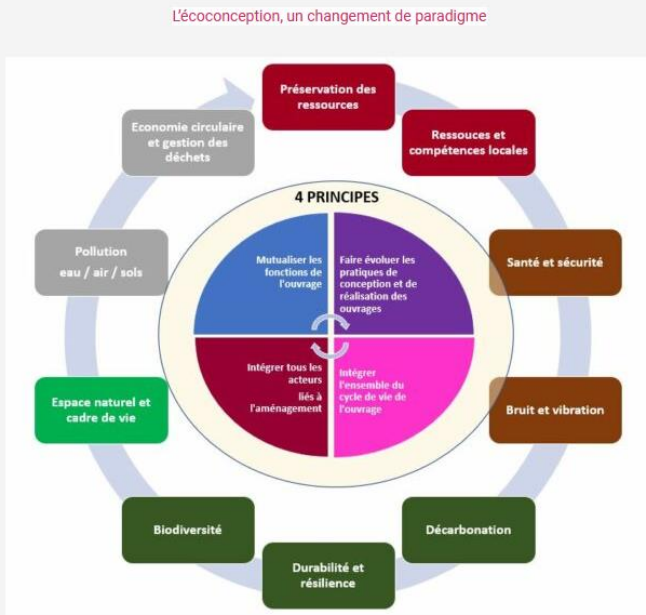 L'écoconception, un changement de paradigme
Préservation des
ressources
Ressouces et
compétences locales
Santé et sécurité
Bruit et vibration
Décarbonation
Durabilité et
résilience
Biodiversité
Espace naturel et
cadre de vie
Pollution
eau / air / sols
Economie circulaire
et gestion des
déchets
4 PRINCIPES
Mutualiser les
fonctions de
l'ouvrage
Faire évoluer les
pratiques de
conception et de
réalisation des
ouvrages
Intégrer tous les
acteurs
liés à
l'aménagement
Intégrer
l'ensemble du
cycle de vie de
l'ouvrage